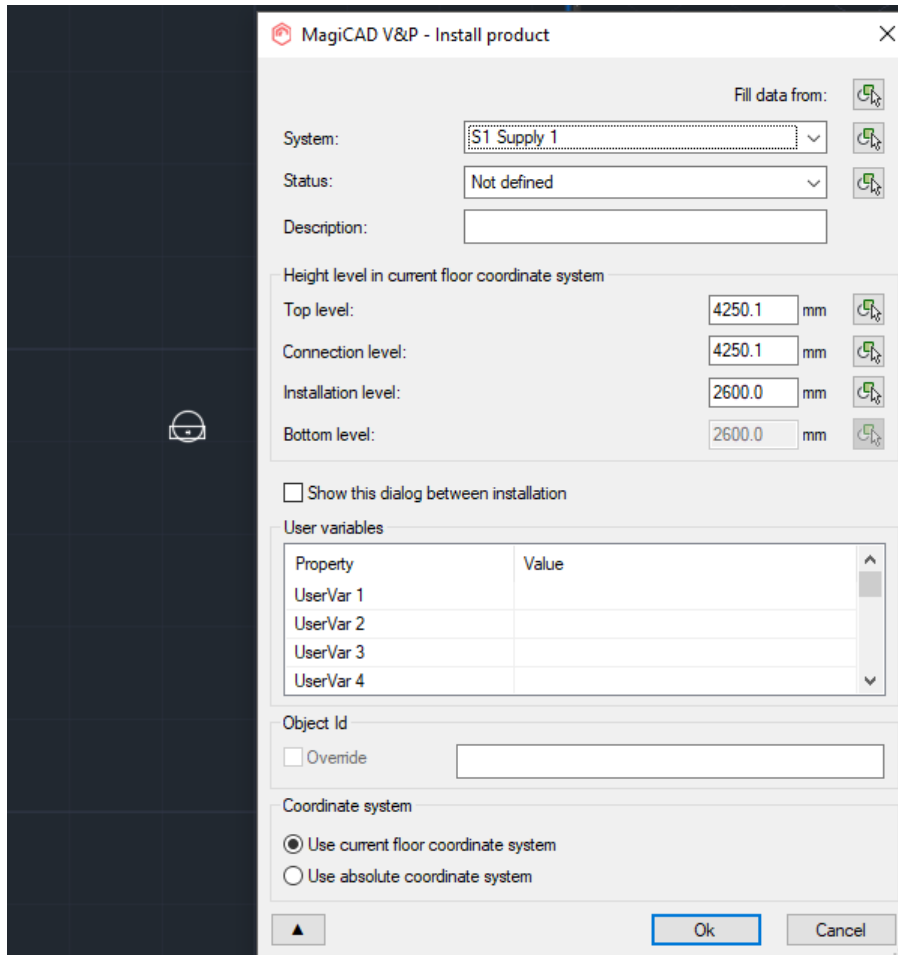 MagiCAD V&P - Install product
Fill data from:
System: S1 Supply 1
Status: Not defined
Description:
Height level in current floor coordinate system
Top level: 4250.1 mm
Connection level: 4250.1 mm
Installation level: 2600.0 mm
Bottom level: 2600.0 mm
Show this dialog between installation
User variables
Property Value
UserVar 1
UserVar 2
UserVar 3
UserVar 4
Object Id
Override
Coordinate system
Use current floor coordinate system
Use absolute coordinate system
Ok Cancel